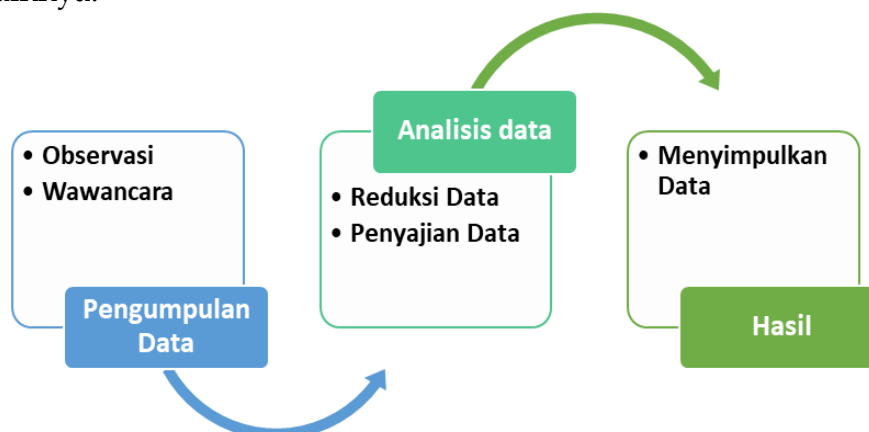 • Observasi
• Wawancara
Pengumpulan
Data
Analisis data
• Reduksi Data
• Penyajian Data
• Menyimpulkan
Data
Hasil